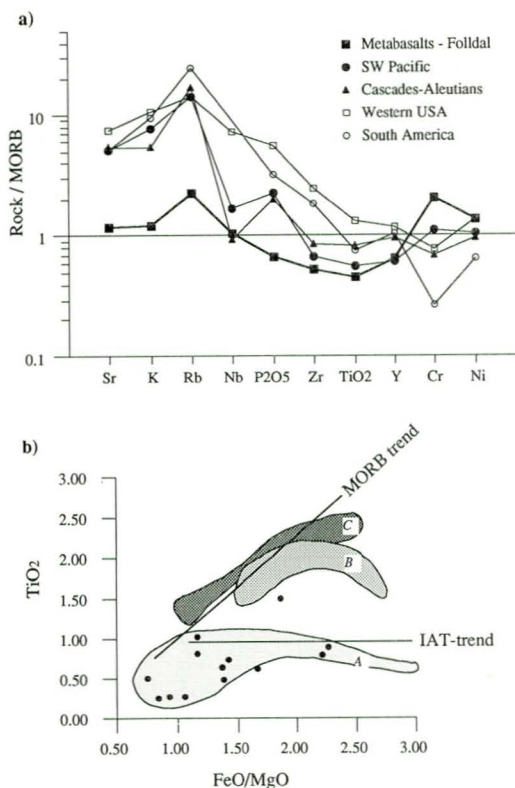 a)
Metabasalts - Folldal
SW Pacific
Cascades-Aleutians
Western USA
South America
Rock / MORB
10
1
0.1
Sr K Rb Nb P2O5 Zr TiO2 Y Cr Ni
b)
MORB trend
TiO2
3.00
2.50
2.00
1.50
1.00
0.50
0.00
C
B
IAT-trend
A
0.50 1.00 1.50 2.00 2.50 3.00
FeO/MgO